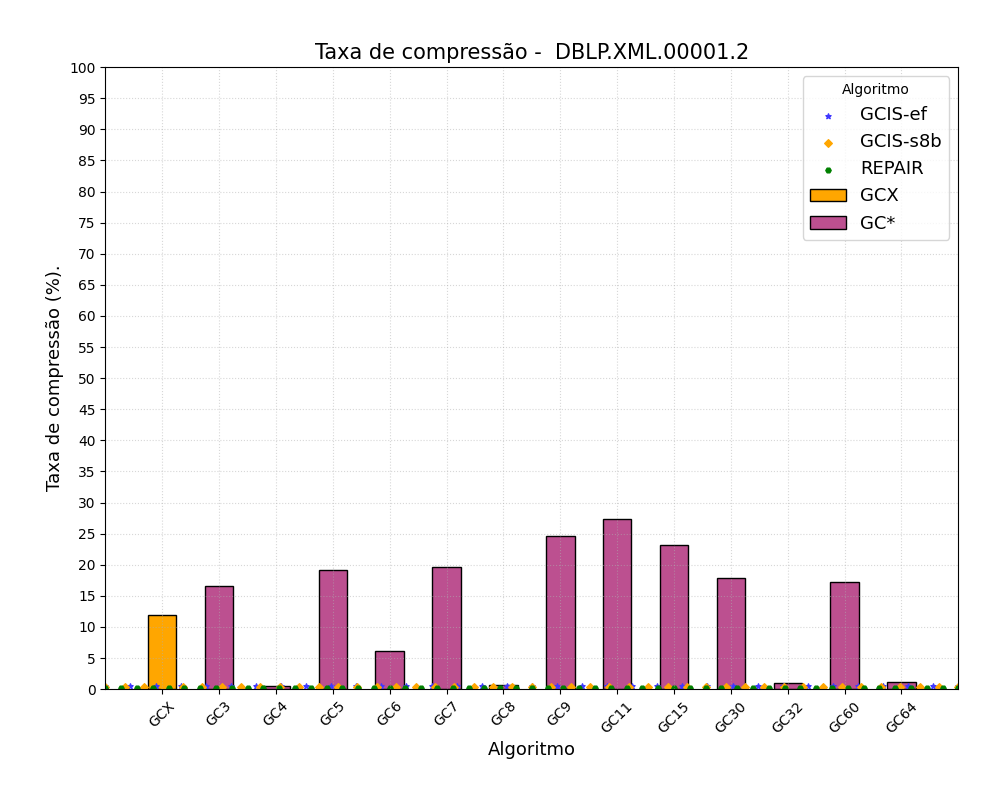 Taxa de compressão -  DBLP.XML.00001.2
Algoritmo
GCIS-ef
GCIS-s8b
REPAIR
GCX
GC*
Taxa de compressão (%).
100
95
90
85
80
75
70
65
60
55
50
45
40
35
30
25
20
15
10
5
0
GCX
GC3
GC4
GC5
GC6
GC7
GC8
GC9
GC11
GC15
GC30
GC32
GC60
GC64
Algoritmo